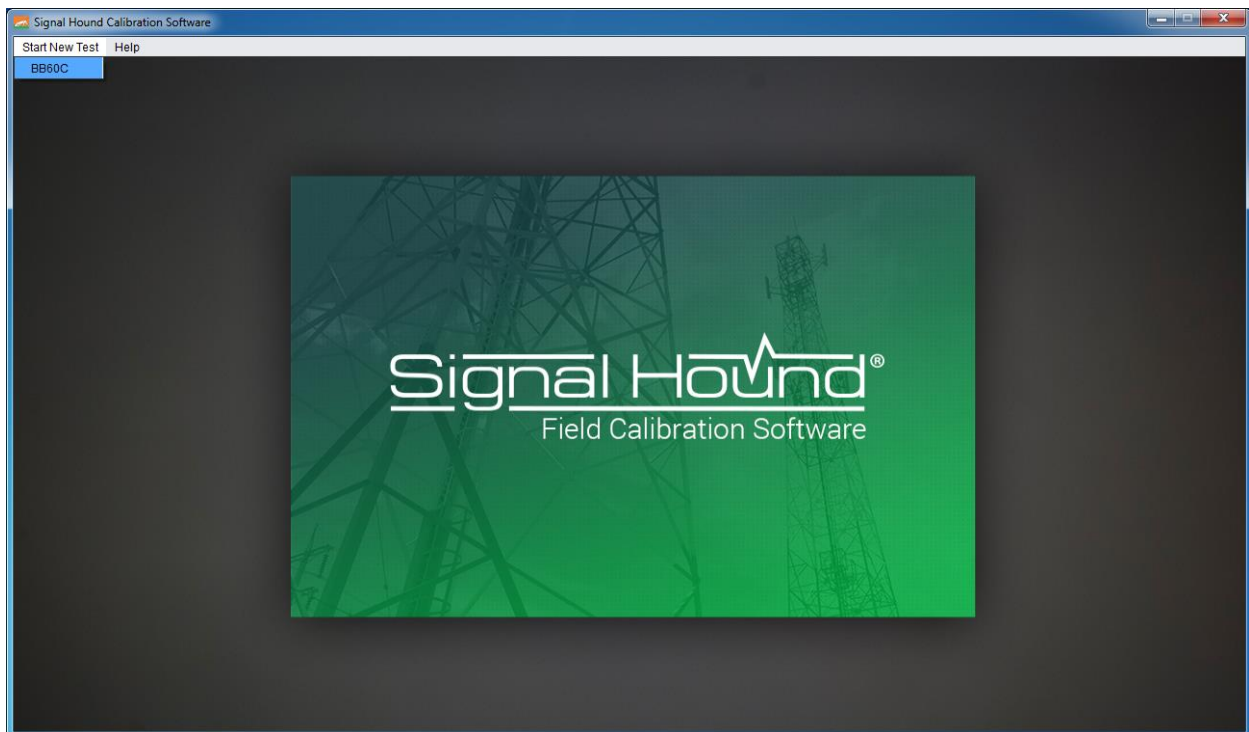 Signal Hound Calibration Software
Start New Test Help
BB60C
Signal Hound®
Field Calibration Software